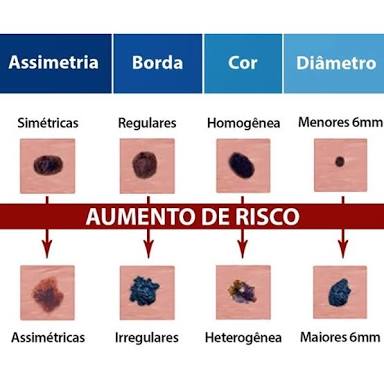 Assimetria Borda Cor Diâmetro
Simétricas Regulares Homogênea Menores 6mm
AUMENTO DE RISCO
Assimétricas Irregulares Heterogênea Maiores 6mm